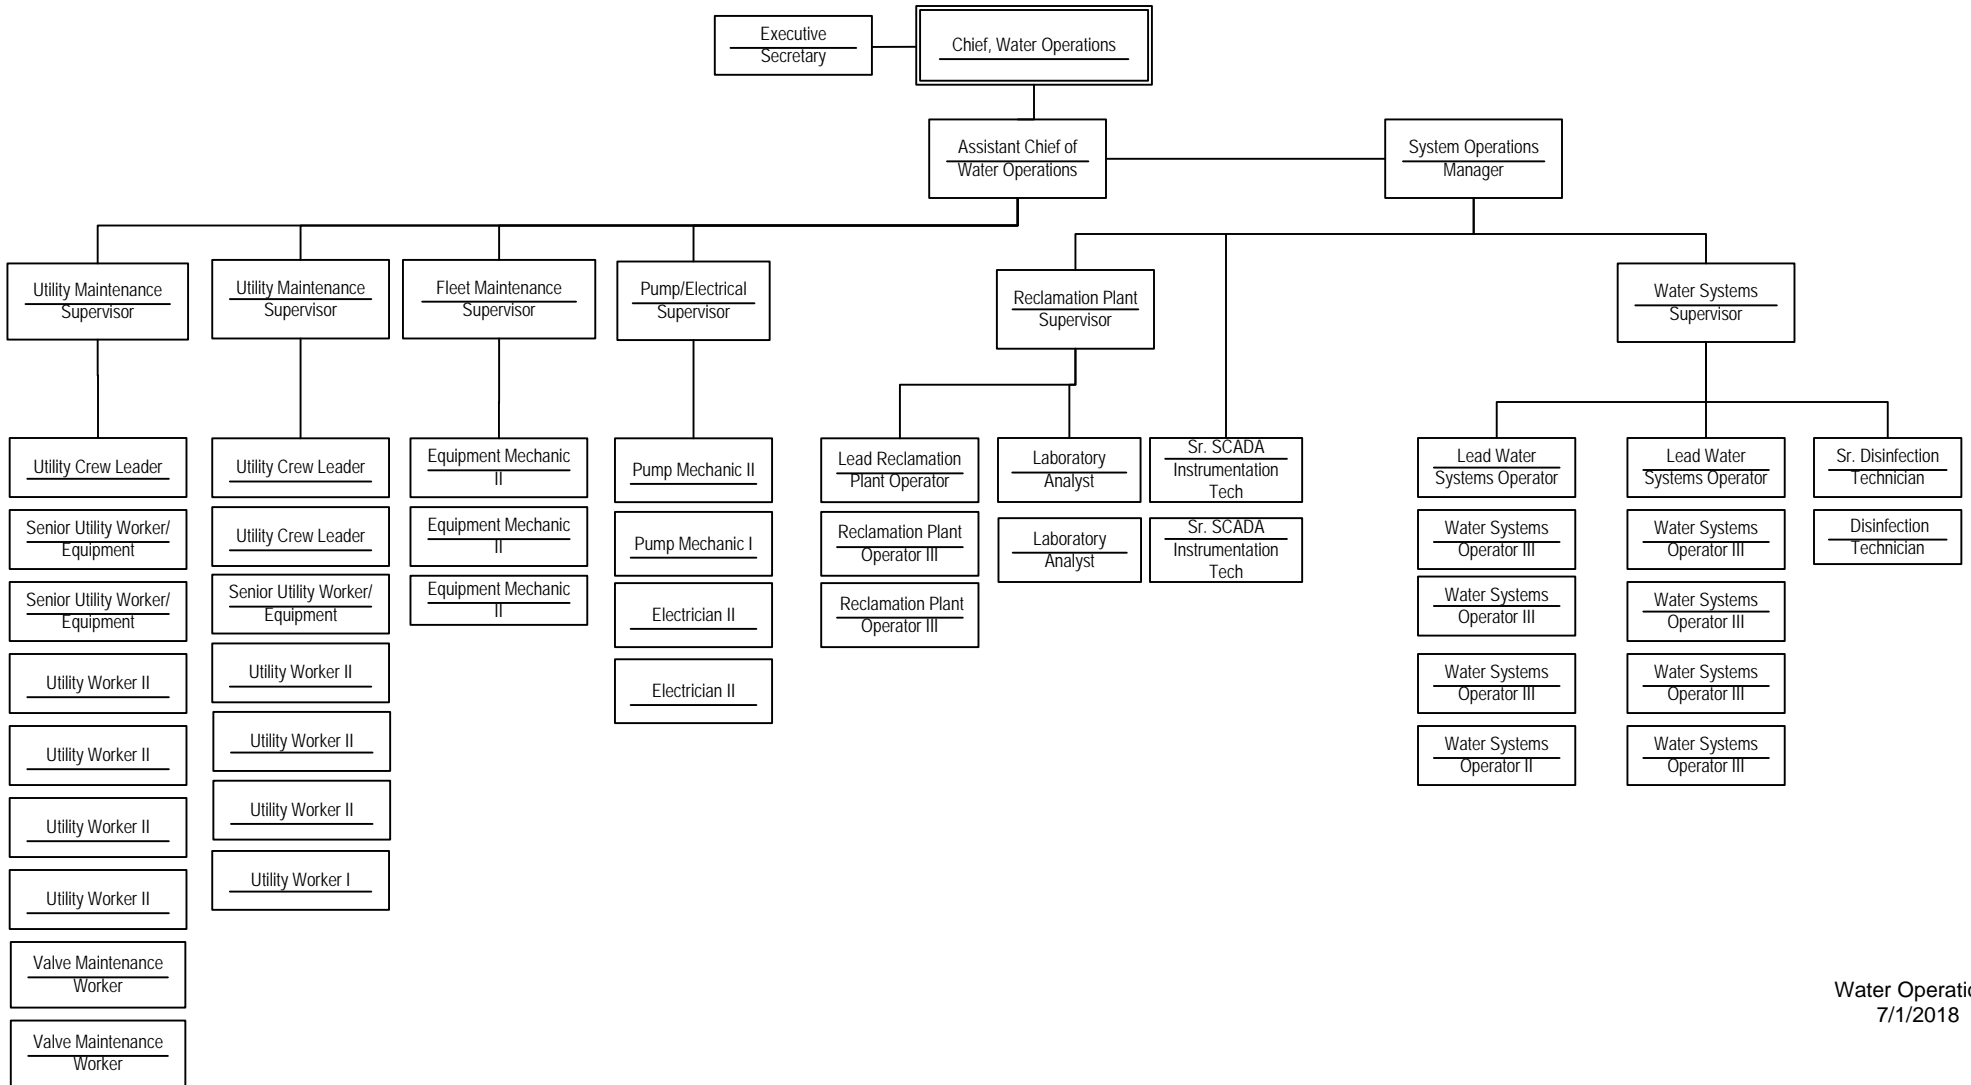 Executive
Secretary
Chief, Water Operations
Assistant Chief of
Water Operations
System Operations
Manager
Utility Maintenance
Supervisor
Utility Maintenance
Supervisor
Fleet Maintenance
Supervisor
Pump/Electrical
Supervisor
Reclamation Plant
Supervisor
Water Systems
Supervisor
Utility Crew Leader
Senior Utility Worker/
Equipment
Senior Utility Worker/
Equipment
Utility Worker II
Utility Worker II
Utility Worker II
Utility Worker II
Valve Maintenance
Worker
Valve Maintenance
Worker
Utility Crew Leader
Utility Crew Leader
Senior Utility Worker/
Equipment
Utility Worker II
Utility Worker II
Utility Worker II
Utility Worker I
Equipment Mechanic
II
Equipment Mechanic
II
Equipment Mechanic
II
Pump Mechanic II
Pump Mechanic I
Electrician II
Electrician II
Lead Reclamation
Plant Operator
Reclamation Plant
Operator III
Reclamation Plant
Operator III
Laboratory
Analyst
Laboratory
Analyst
Sr. SCADA
Instrumentation
Tech
Sr. SCADA
Instrumentation
Tech
Lead Water
Systems Operator
Water Systems
Operator III
Water Systems
Operator III
Water Systems
Operator III
Water Systems
Operator II
Lead Water
Systems Operator
Water Systems
Operator III
Water Systems
Operator III
Water Systems
Operator III
Water Systems
Operator III
Sr. Disinfection
Technician
Disinfection
Technician
Water Operatio
7/1/2018